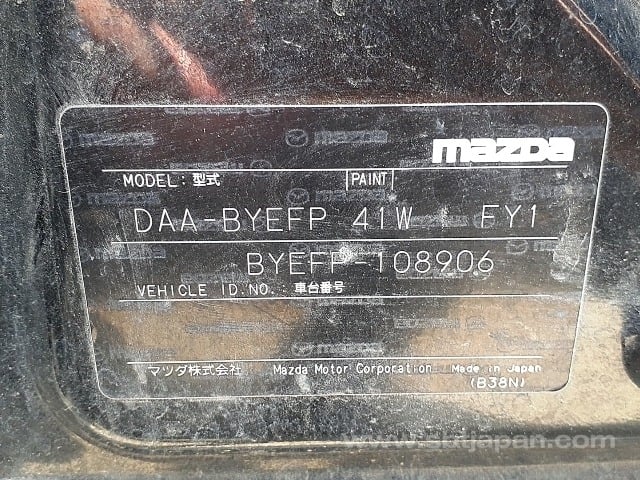 mazda
MODEL: 型式 PAINT
DAA-BYEFP 41W FY1
BYEFP-108906
VEHICLE ID.NO.: 車台番号
マツダ株式会社 Mazda Motor Corporation Made in Japan
(B38N)
www.sbtjapan.com